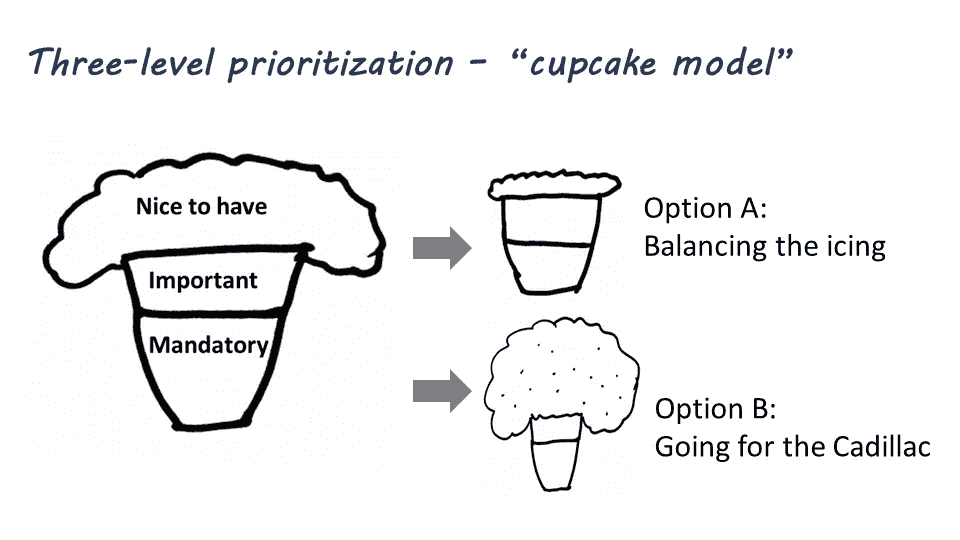 Three-level prioritization – “cupcake model”
Nice to have
Important
Mandatory
Option A:
Balancing the icing
Option B:
Going for the Cadillac